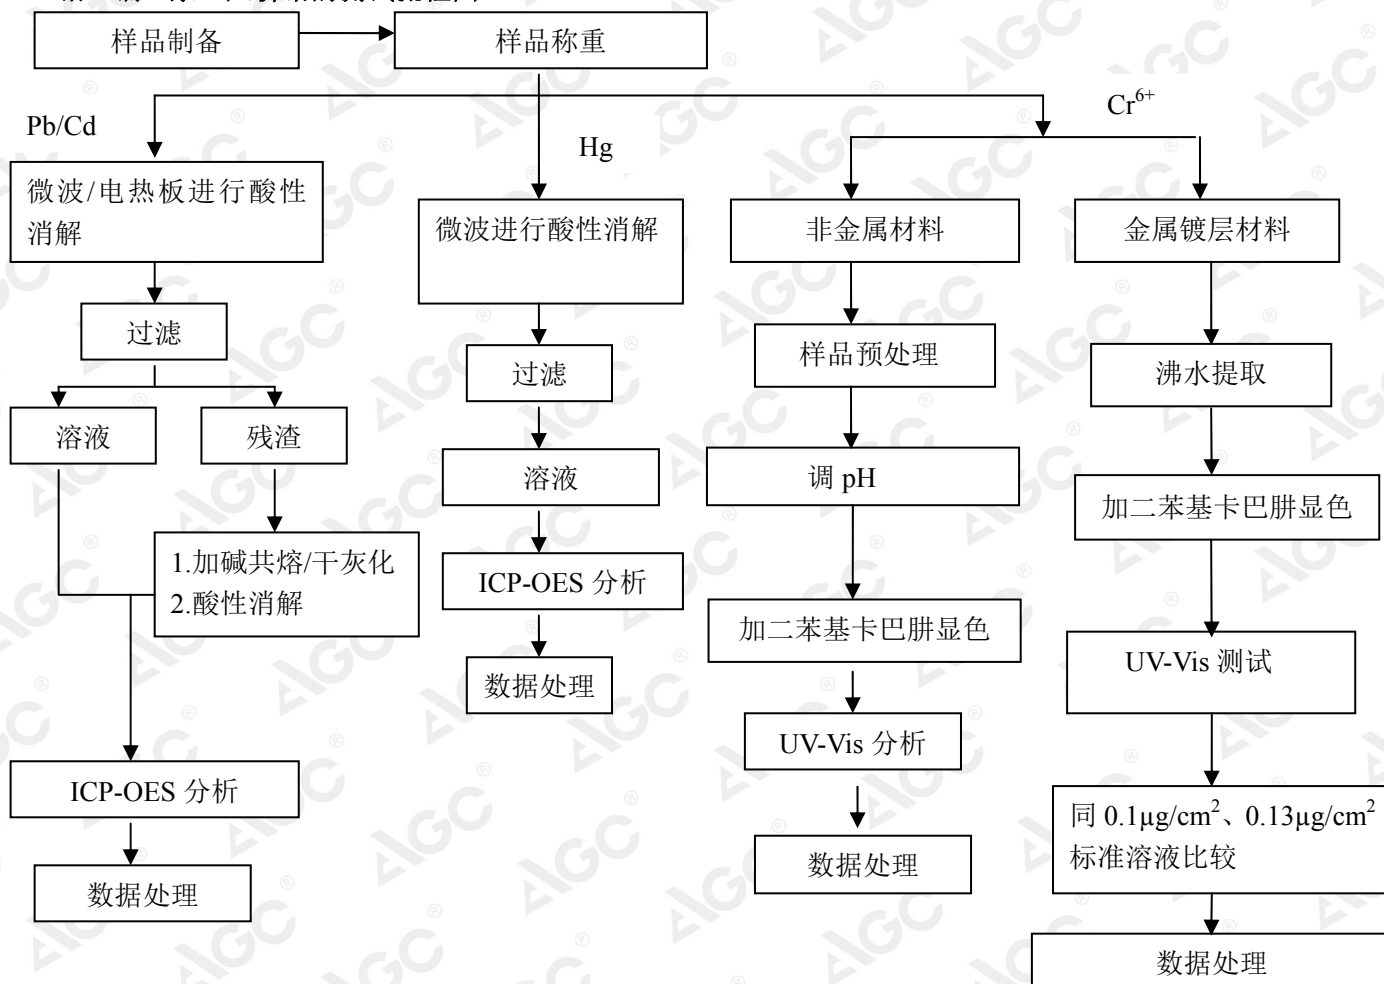 样品制备
样品称重
Pb/Cd
Hg
Cr⁶⁺
微波/电热板进行酸性
消解
过滤
溶液
残渣
1.加碱共熔/干灰化
2.酸性消解
ICP-OES 分析
数据处理
微波进行酸性消解
过滤
溶液
ICP-OES 分析
数据处理
非金属材料
样品预处理
调 pH
加二苯基卡巴肼显色
UV-Vis 分析
数据处理
金属镀层材料
沸水提取
加二苯基卡巴肼显色
UV-Vis 测试
同 0.1μg/cm²、0.13μg/cm²
标准溶液比较
数据处理
AGC®